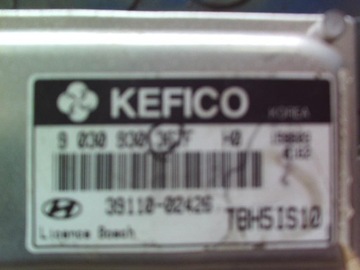 KEFICO
KOREA
9 030 930 H0
39110-02426
TBH5IS10
Licence Bosch